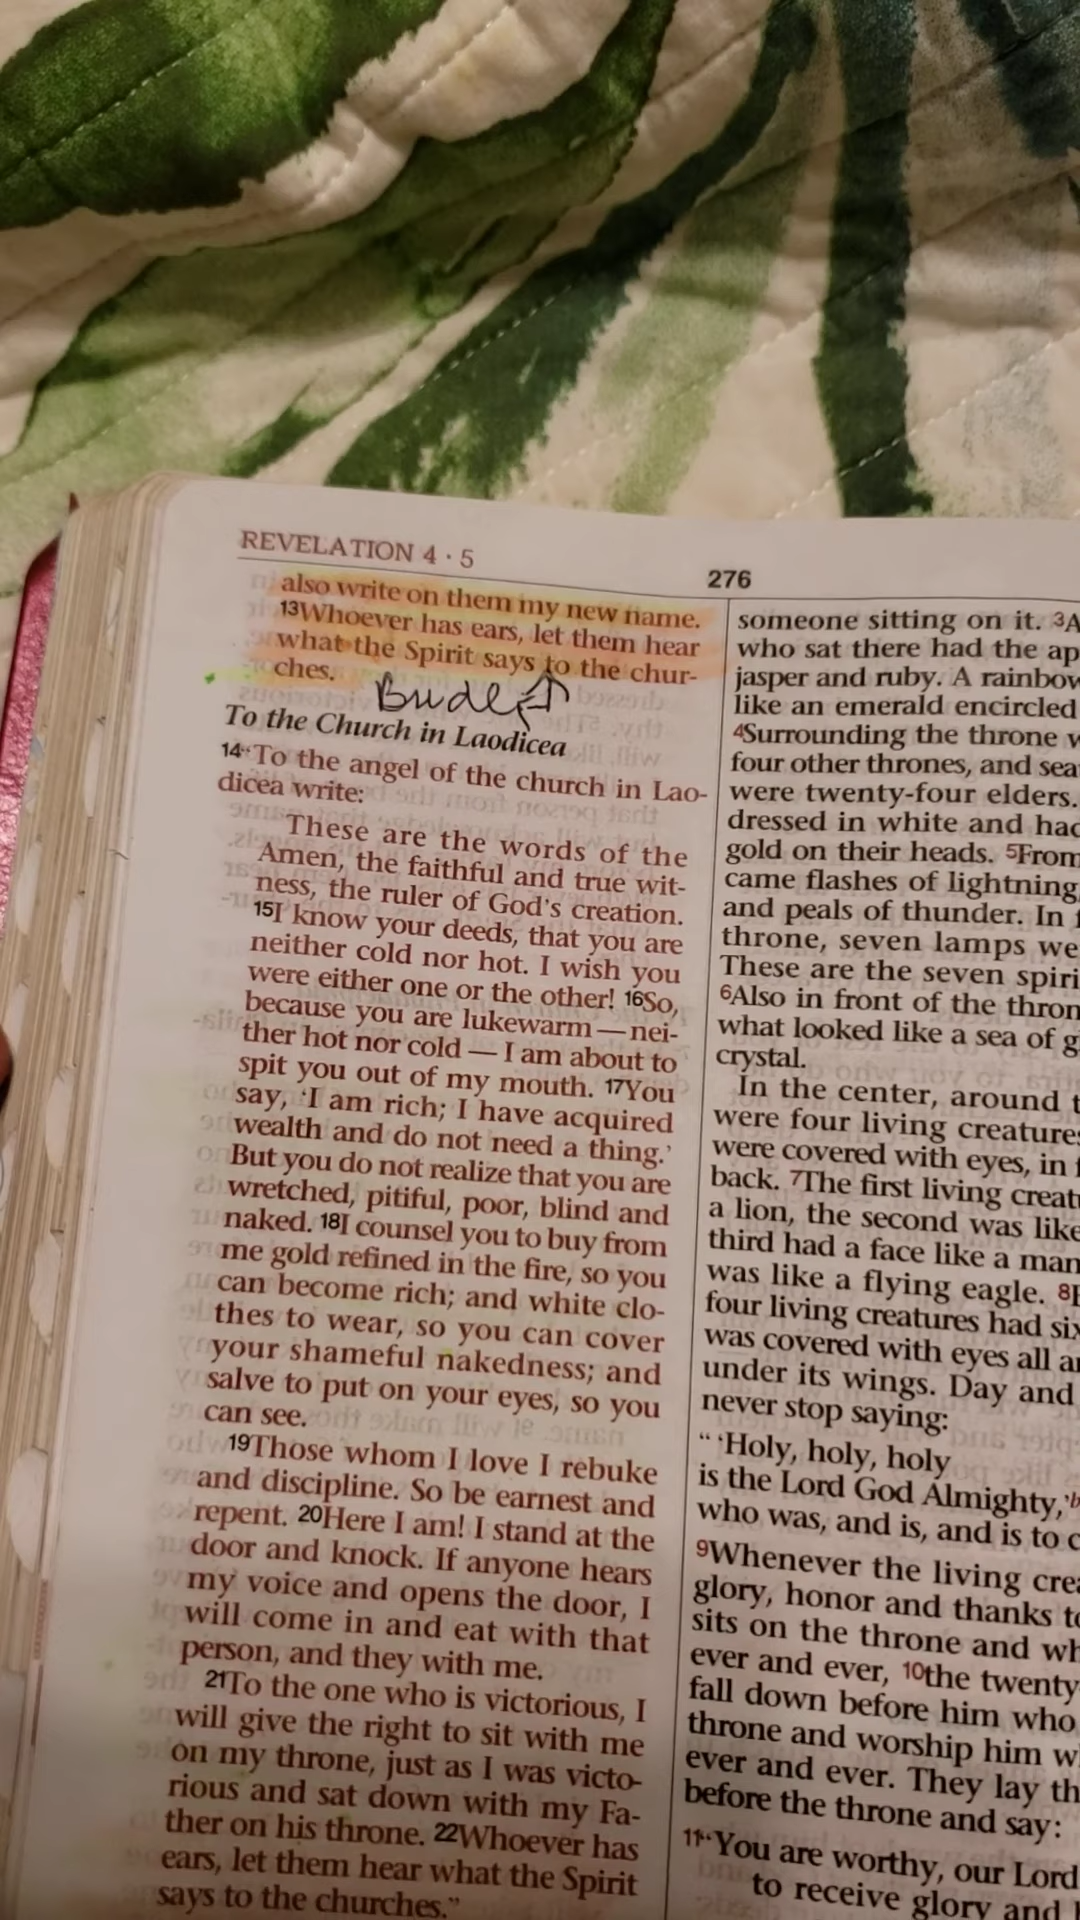 REVELATION 4 · 5
276
also write on them my new name.
13Whoever has ears, let them hear
what the Spirit says to the chur-
ches.
To the Church in Laodicea
14“To the angel of the church in Lao-
dicea write:
These are the words of the
Amen, the faithful and true wit-
ness, the ruler of God's creation.
15I know your deeds, that you are
neither cold nor hot. I wish you
were either one or the other! 16So,
because you are lukewarm — nei-
ther hot nor cold — I am about to
spit you out of my mouth. 17You
say, ‘I am rich; I have acquired
wealth and do not need a thing.’
But you do not realize that you are
wretched, pitiful, poor, blind and
naked. 18I counsel you to buy from
me gold refined in the fire, so you
can become rich; and white clo-
thes to wear, so you can cover
your shameful nakedness; and
salve to put on your eyes, so you
can see.
19Those whom I love I rebuke
and discipline. So be earnest and
repent. 20Here I am! I stand at the
door and knock. If anyone hears
my voice and opens the door, I
will come in and eat with that
person, and they with me.
21To the one who is victorious, I
will give the right to sit with me
on my throne, just as I was victo-
rious and sat down with my Fa-
ther on his throne. 22Whoever has
ears, let them hear what the Spirit
says to the churches.”
someone sitting on it. 3A
who sat there had the ap
jasper and ruby. A rainbow
like an emerald encircled
4Surrounding the throne w
four other thrones, and sea
were twenty-four elders.
dressed in white and had
gold on their heads. 5From
came flashes of lightning,
and peals of thunder. In f
throne, seven lamps we
These are the seven spiri
6Also in front of the thron
what looked like a sea of g
crystal.
In the center, around t
were four living creatures
were covered with eyes, in f
back. 7The first living creatu
a lion, the second was like
third had a face like a man
was like a flying eagle. 8E
four living creatures had six
was covered with eyes all ar
under its wings. Day and
never stop saying:
“ ‘Holy, holy, holy
is the Lord God Almighty,’b
who was, and is, and is to c
9Whenever the living crea
glory, honor and thanks to
sits on the throne and wh
ever and ever, 10the twenty
fall down before him who
throne and worship him w
ever and ever. They lay th
before the throne and say:
11“You are worthy, our Lord
to receive glory and h